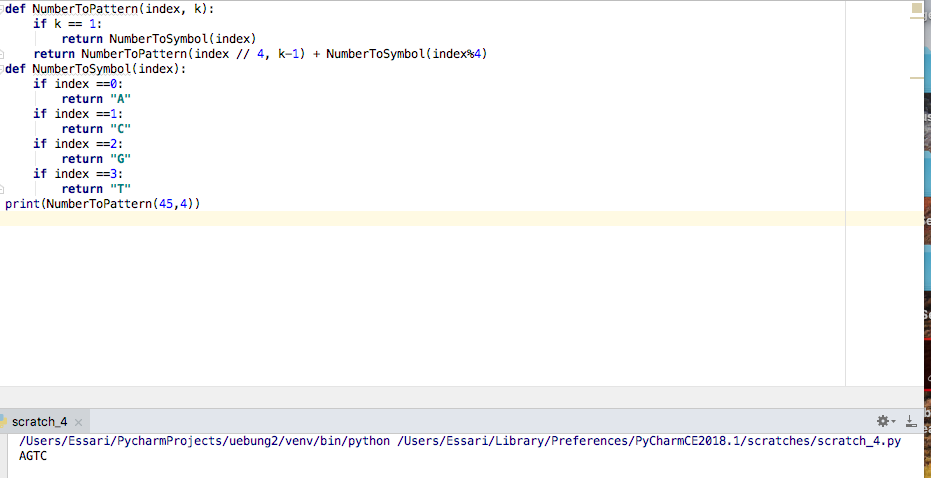 def NumberToPattern(index, k):
    if k == 1:
        return NumberToSymbol(index)
    return NumberToPattern(index // 4, k-1) + NumberToSymbol(index%4)
def NumberToSymbol(index):
    if index ==0:
        return "A"
    if index ==1:
        return "C"
    if index ==2:
        return "G"
    if index ==3:
        return "T"
print(NumberToPattern(45,4))
scratch_4
/Users/Essari/PycharmProjects/uebung2/venv/bin/python /Users/Essari/Library/Preferences/PyCharmCE2018.1/scratches/scratch_4.py
AGTC